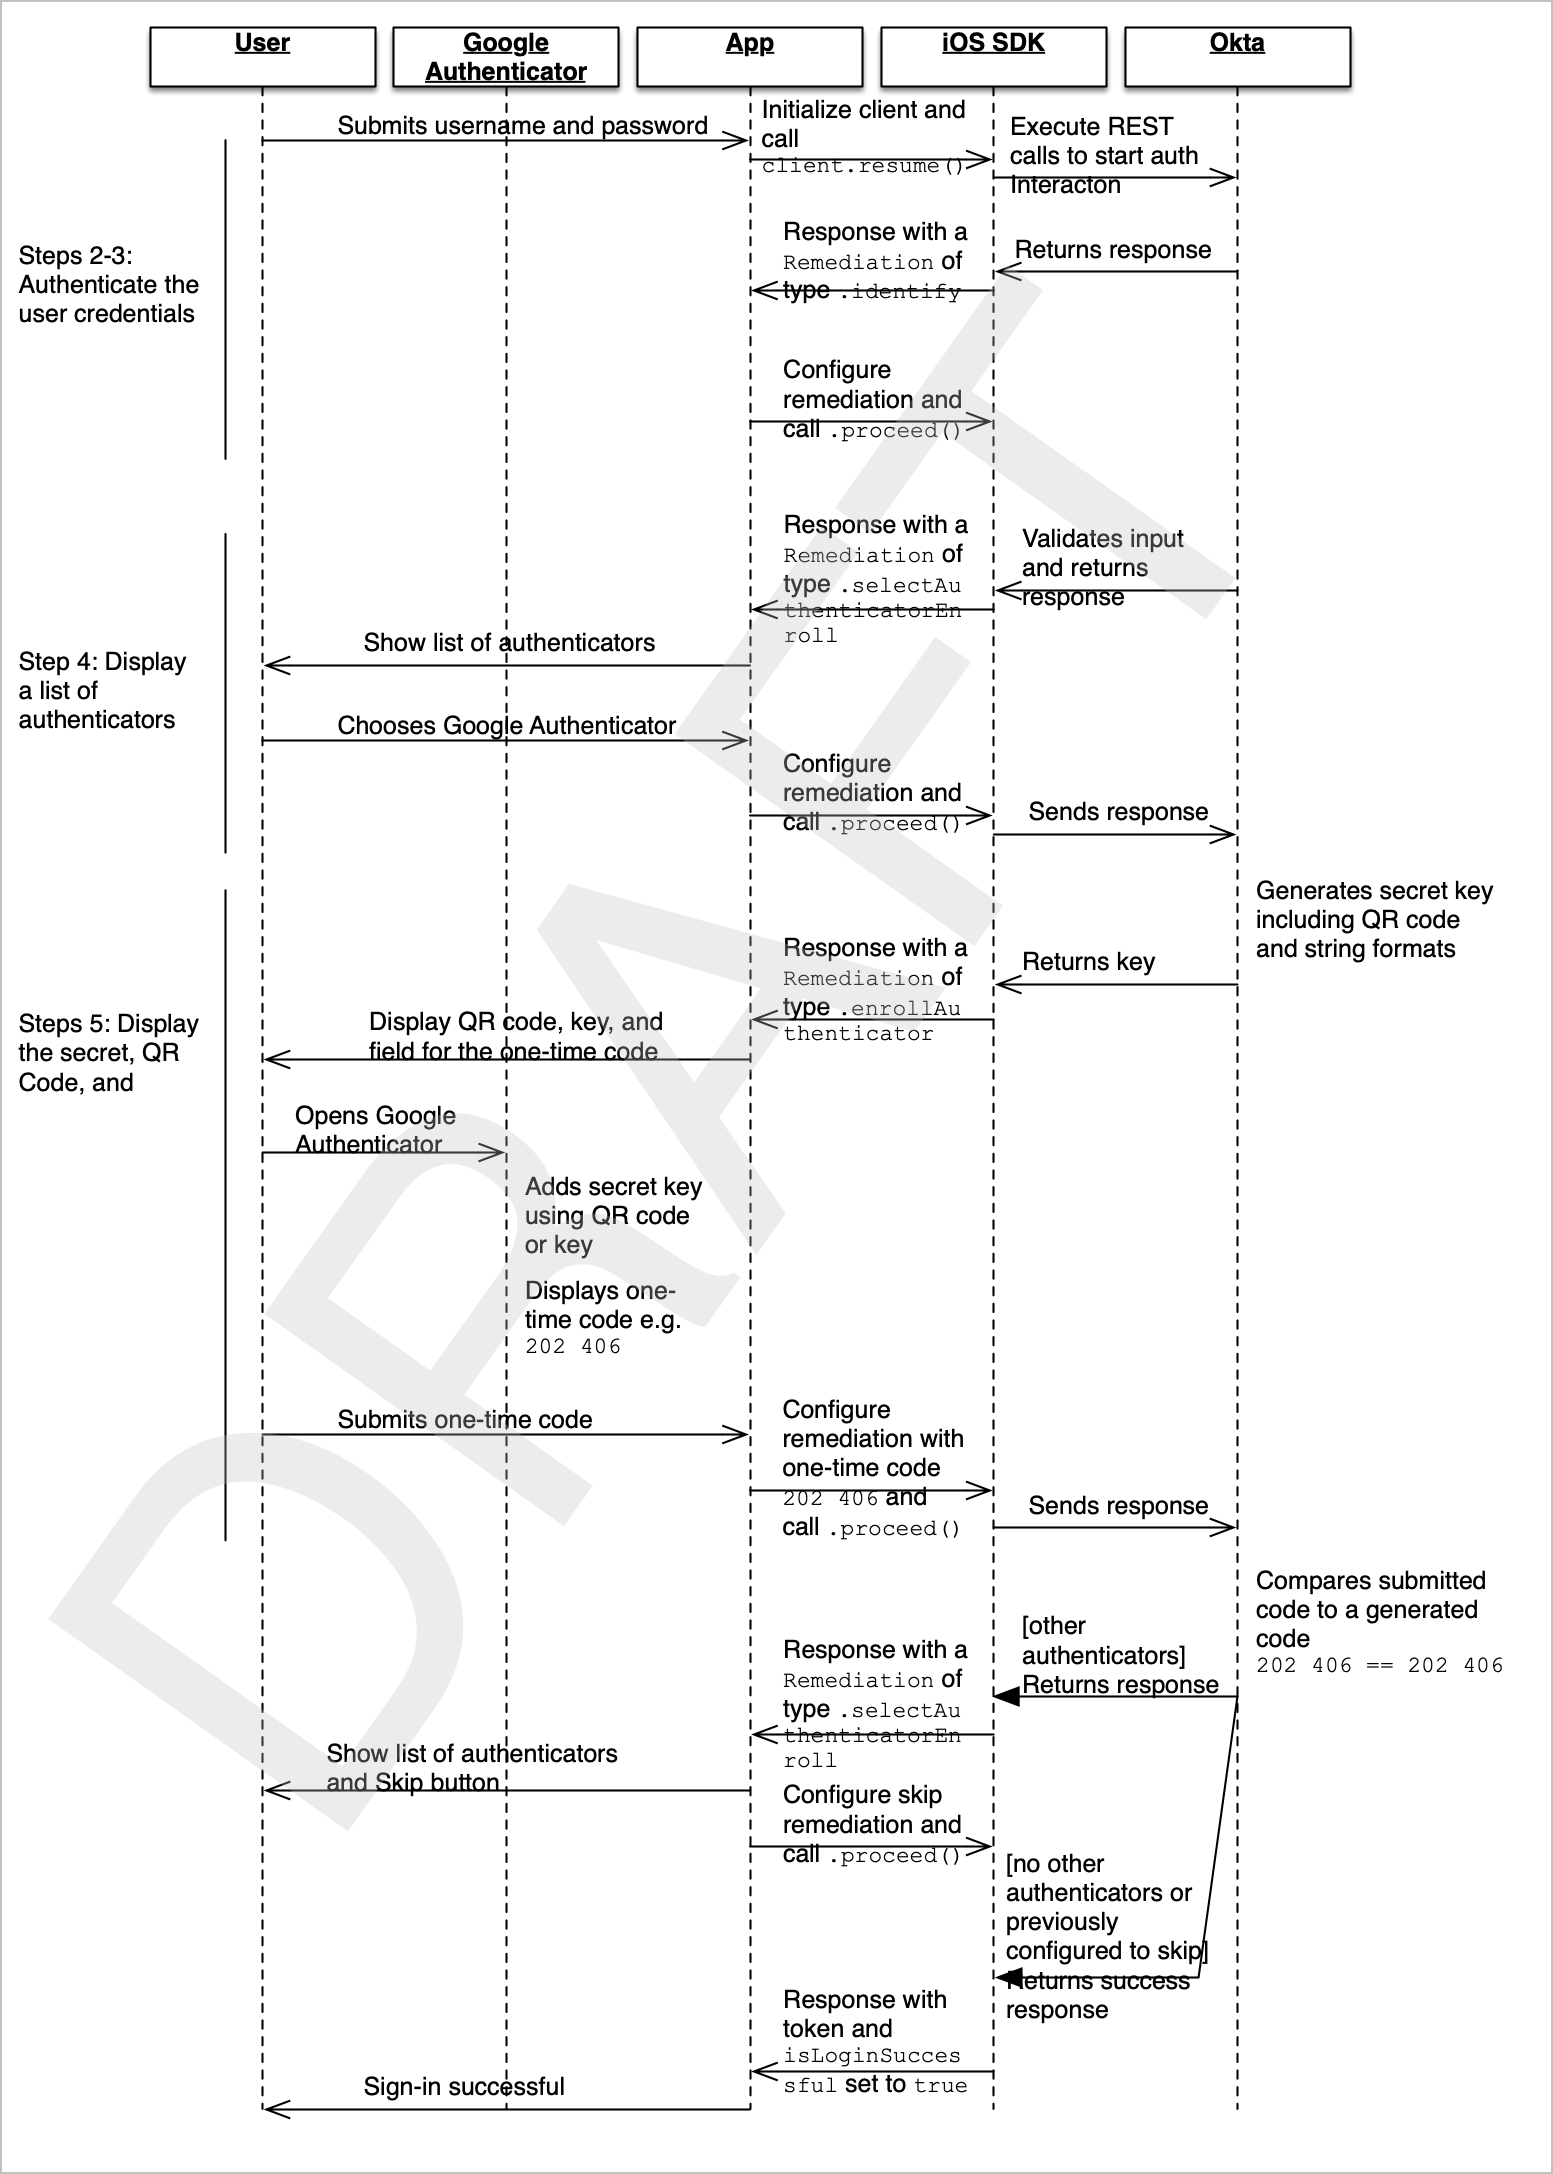 User
Google
Authenticator
App
iOS SDK
Okta
Submits username and password
Initialize client and
call
client.resume()
Execute REST
calls to start auth
Interacton
Steps 2-3:
Authenticate the
user credentials
Returns response
Response with a
Remediation of
type .identify
Configure
remediation and
call .proceed()
Validates input
and returns
response
Response with a
Remediation of
type .selectAu
thenticatorEn
roll
Step 4: Display
a list of
authenticators
Show list of authenticators
Chooses Google Authenticator
Configure
remediation and
call .proceed()
Sends response
Generates secret key
including QR code
and string formats
Returns key
Response with a
Remediation of
type .enrollAu
thenticator
Steps 5: Display
the secret, QR
Code, and
Display QR code, key, and
field for the one-time code
Opens Google
Authenticator
Adds secret key
using QR code
or key
Displays one-
time code e.g.
202 406
Submits one-time code
Configure
remediation with
one-time code
202 406 and
call .proceed()
Sends response
Compares submitted
code to a generated
code
202 406 == 202 406
[other
authenticators]
Returns response
Response with a
Remediation of
type .selectAu
thenticatorEn
roll
Show list of authenticators
and Skip button
Configure skip
remediation and
call .proceed()
[no other
authenticators or
previously
configured to skip]
Returns success
response
Response with
token and
isLoginSucces
sful set to true
Sign-in successful
DRAFT